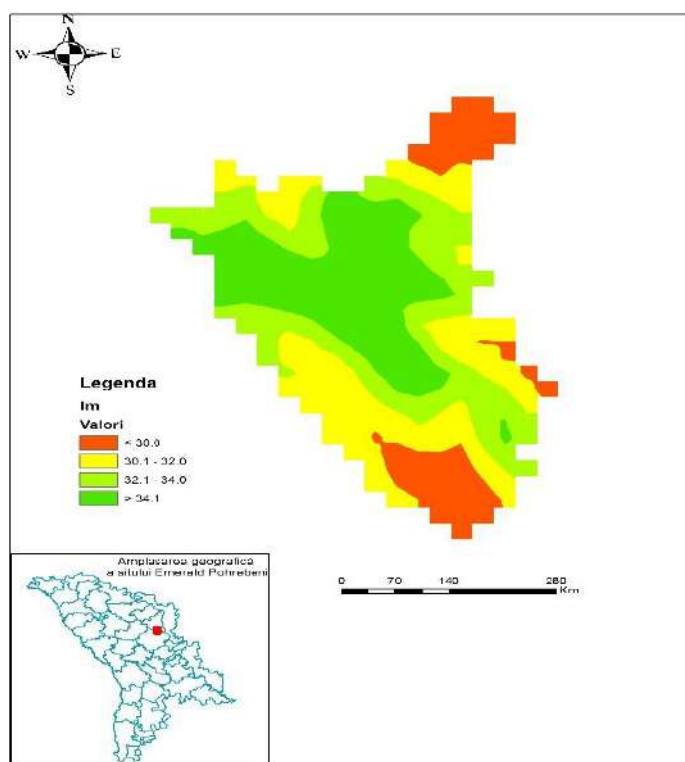 N
W E
S
Legenda
Im
Valori
< 30.0
30.1 - 32.0
32.1 - 34.0
> 34.1
0 70 140 280
Km
Amplasarea geografică
a sitului Emerald Pohrebeni